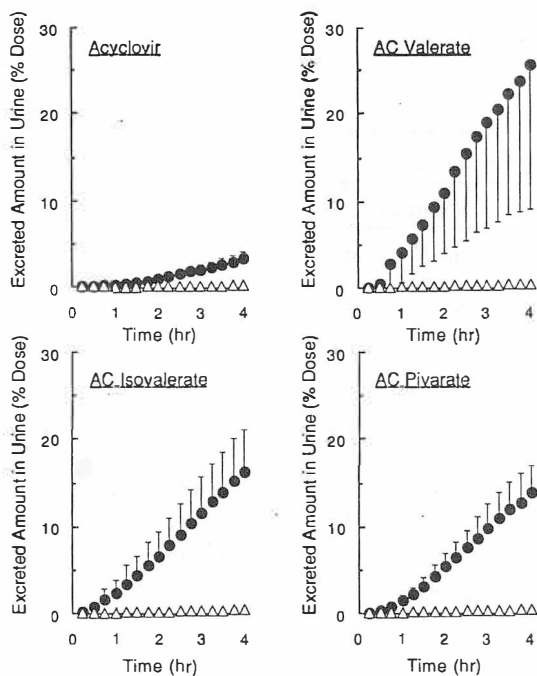 Acyclovir
Excreted Amount in Urine (% Dose)
30
20
10
0
0 1 2 3 4
Time (hr)
AC Valerate
Excreted Amount in Urine (% Dose)
30
20
10
0
0 1 2 3 4
Time (hr)
AC Isovalerate
Excreted Amount in Urine (% Dose)
30
20
10
0
0 1 2 3 4
Time (hr)
AC Pivarate
Excreted Amount in Urine (% Dose)
30
20
10
0
0 1 2 3 4
Time (hr)